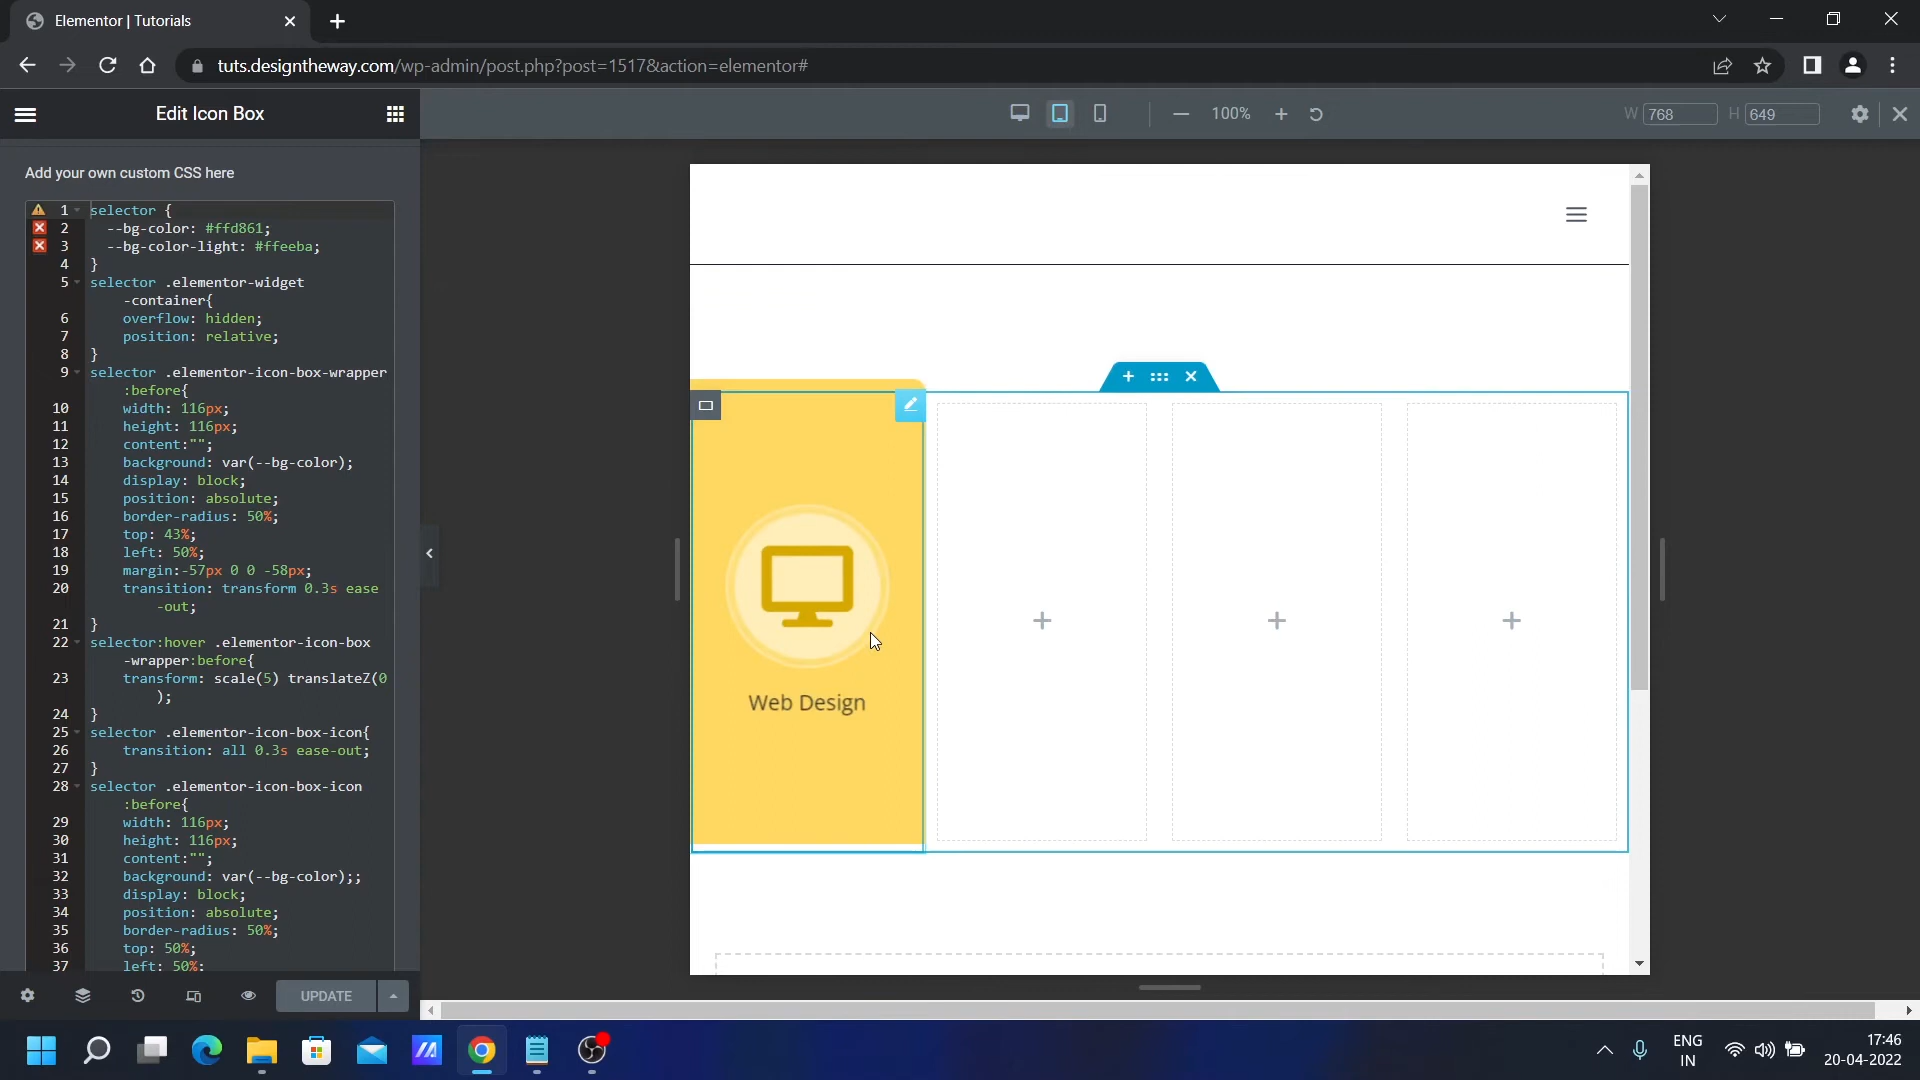 Elementor | Tutorials
tuts.designtheway.com/wp-admin/post.php?post=1517&action=elementor#
Edit Icon Box
100%
W 768
H 649
Add your own custom CSS here
1 selector {
2 --bg-color: #ffd861;
3 --bg-color-light: #ffeeba;
4 }
5 selector .elementor-widget
-container{
6 overflow: hidden;
7 position: relative;
8 }
9 selector .elementor-icon-box-wrapper
:before{
10 width: 116px;
11 height: 116px;
12 content:"";
13 background: var(--bg-color);
14 display: block;
15 position: absolute;
16 border-radius: 50%;
17 top: 43%;
18 left: 50%;
19 margin:-57px 0 0 -58px;
20 transition: transform 0.3s ease
-out;
21 }
22 selector:hover .elementor-icon-box
-wrapper:before{
23 transform: scale(5) translateZ(0
);
24 }
25 selector .elementor-icon-box-icon{
26 transition: all 0.3s ease-out;
27 }
28 selector .elementor-icon-box-icon
:before{
29 width: 116px;
30 height: 116px;
31 content:"";
32 background: var(--bg-color);;
33 display: block;
34 position: absolute;
35 border-radius: 50%;
36 top: 50%;
37 left: 50%;
Web Design
UPDATE
ENG
IN
17:46
20-04-2022